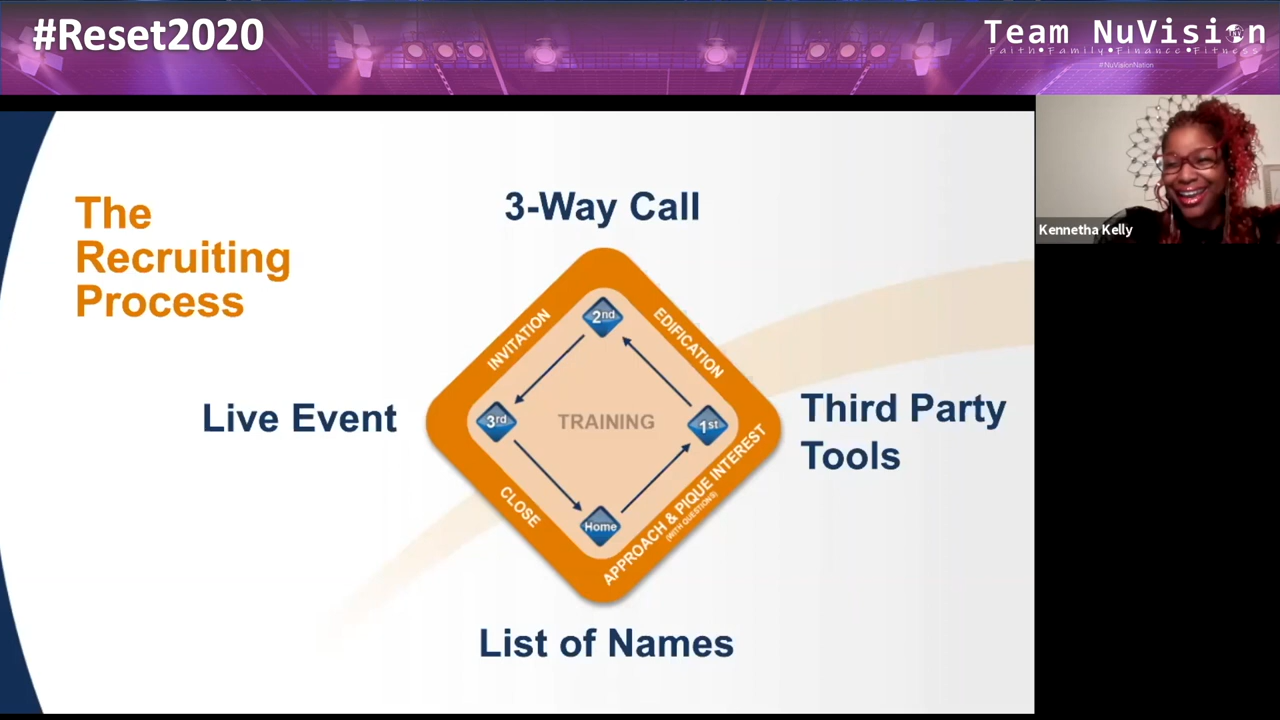 #Reset2020
Team NuVision
Faith•Family•Finance•Fitness
#NuVisionNation
Kennetha Kelly
The
Recruiting
Process
3-Way Call
2nd
INVITATION
EDIFICATION
Live Event
3rd
TRAINING
1st
Third Party
Tools
CLOSE
Home
APPROACH & PIQUE INTEREST
(WITH QUESTIONS)
List of Names